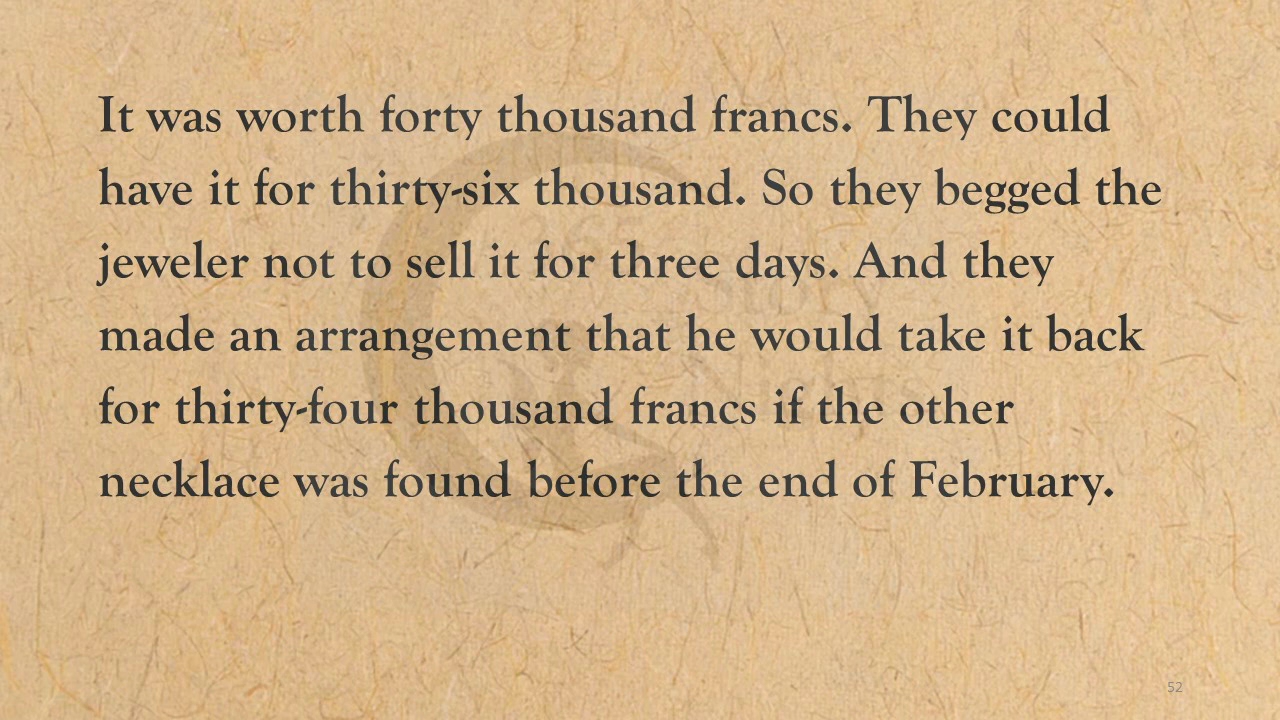 It was worth forty thousand francs. They could
have it for thirty-six thousand. So they begged the
jeweler not to sell it for three days. And they
made an arrangement that he would take it back
for thirty-four thousand francs if the other
necklace was found before the end of February.
52